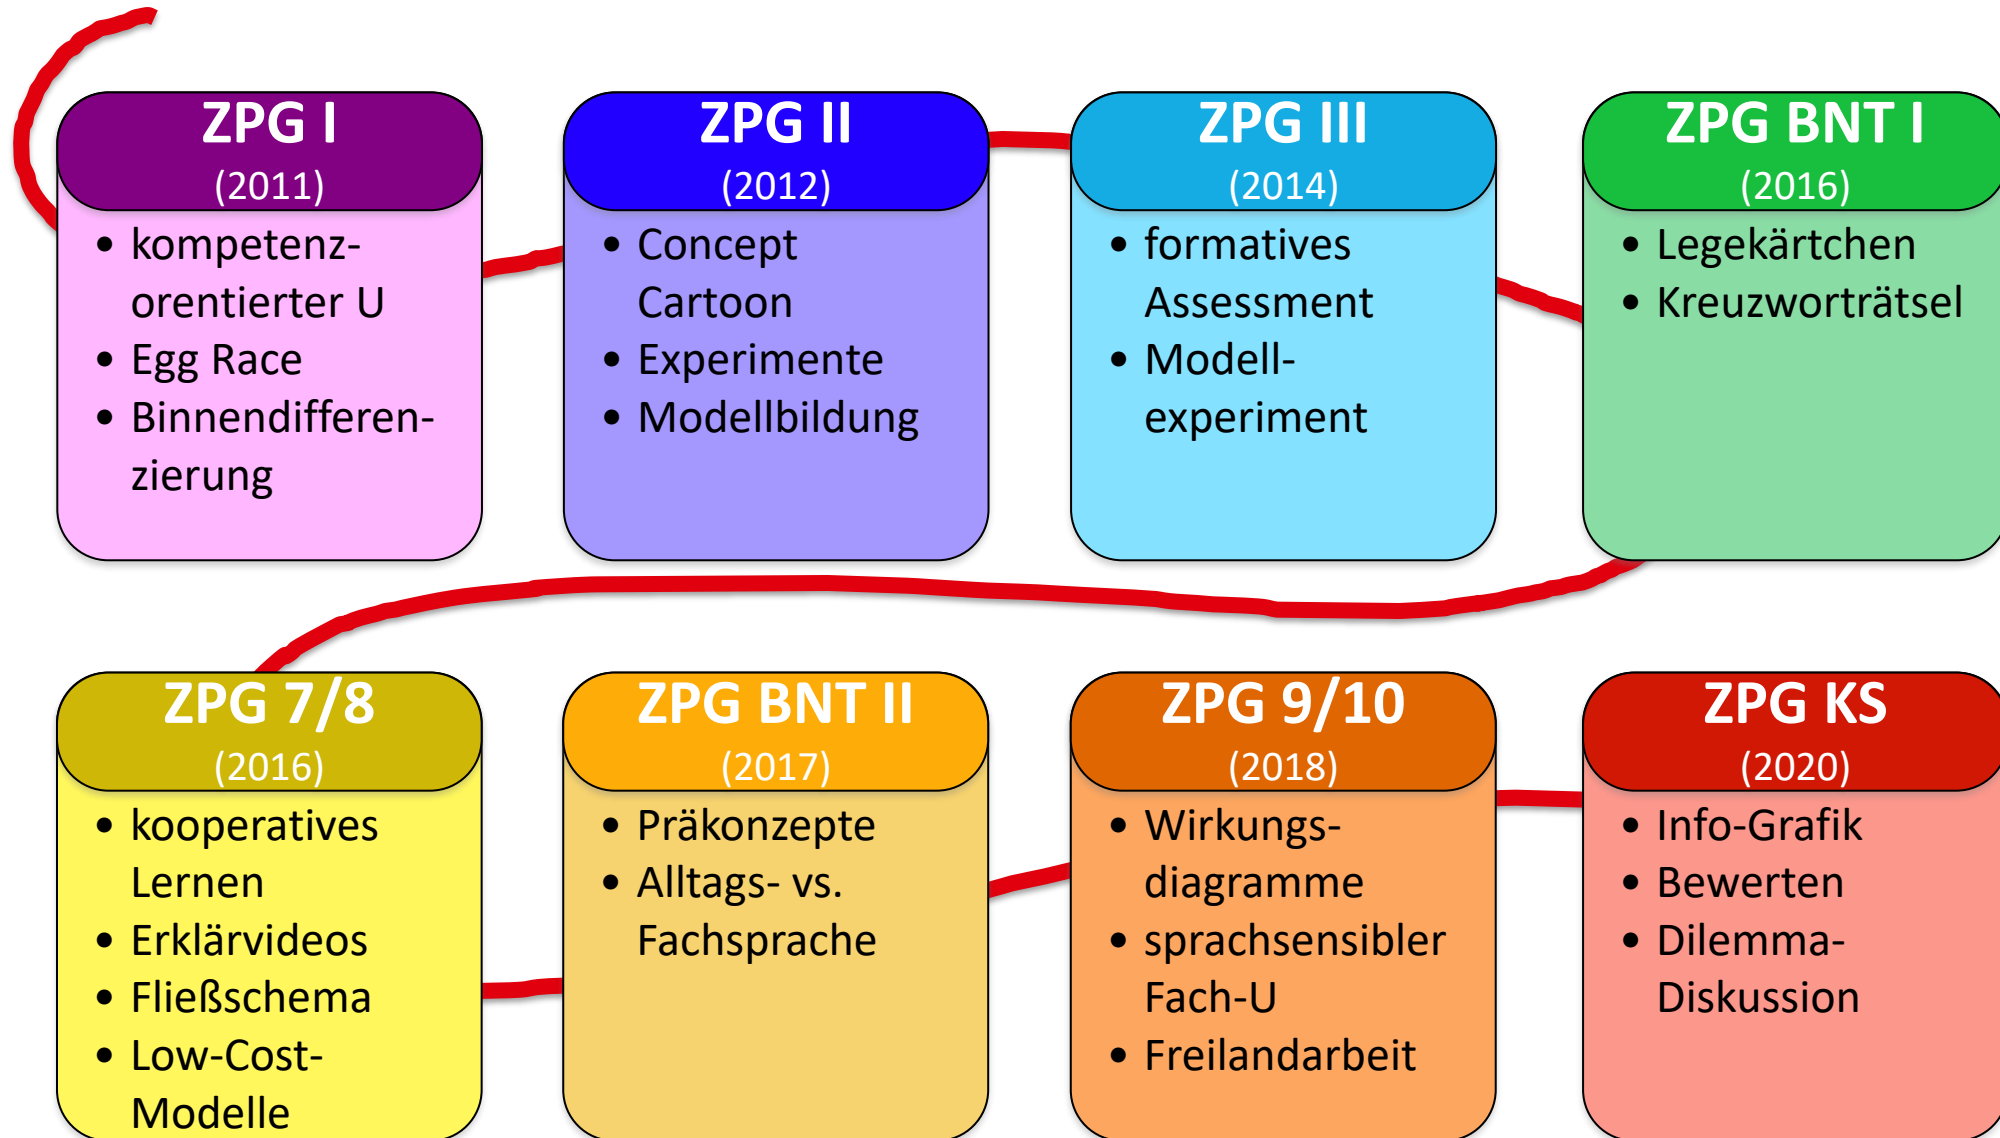 ZPG I
(2011)
• kompetenz-
orentierter U
• Egg Race
• Binnendifferen-
zierung
ZPG II
(2012)
• Concept
Cartoon
• Experimente
• Modellbildung
ZPG III
(2014)
• formatives
Assessment
• Modell-
experiment
ZPG BNT I
(2016)
• Legekärtchen
• Kreuzworträtsel
ZPG 7/8
(2016)
• kooperatives
Lernen
• Erklärvideos
• Fließschema
• Low-Cost-
Modelle
ZPG BNT II
(2017)
• Präkonzepte
• Alltags- vs.
Fachsprache
ZPG 9/10
(2018)
• Wirkungs-
diagramme
• sprachsensibler
Fach-U
• Freilandarbeit
ZPG KS
(2020)
• Info-Grafik
• Bewerten
• Dilemma-
Diskussion